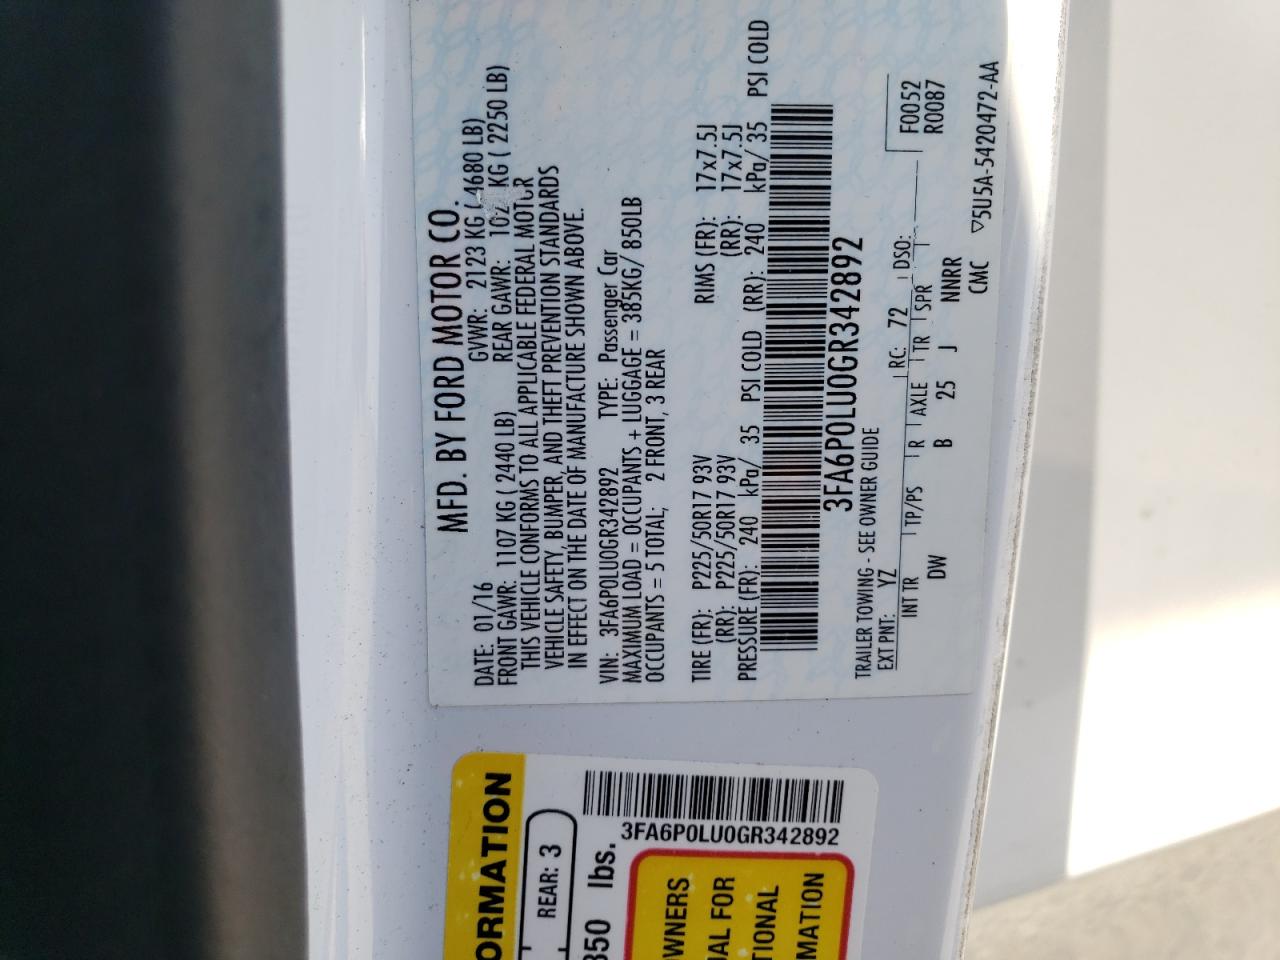 MFD. BY FORD MOTOR CO.
DATE: 01/16 GVWR: 2123 KG ( 4680 LB)
FRONT GAWR: 1107 KG ( 2440 LB) REAR GAWR: KG ( 2250 LB)
THIS VEHICLE CONFORMS TO ALL APPLICABLE FEDERAL MOTOR
VEHICLE SAFETY, BUMPER, AND THEFT PREVENTION STANDARDS
IN EFFECT ON THE DATE OF MANUFACTURE SHOWN ABOVE.
VIN: 3FA6P0LU0GR342892 TYPE: Passenger Car
MAXIMUM LOAD = OCCUPANTS + LUGGAGE = 385KG/ 850LB
OCCUPANTS = 5 TOTAL; 2 FRONT, 3 REAR
TIRE (FR): P225/50R17 93V RIMS (FR): 17x7.5J
(RR): P225/50R17 93V (RR): 17x7.5J
PRESSURE (FR): 240 kPa/ 35 PSI COLD (RR): 240 kPa/ 35 PSI COLD
3FA6P0LU0GR342892
TRAILER TOWING - SEE OWNER GUIDE
EXT PNT: YZ RC: 72 DSO: F0052
INT TR TP/PS R AXLE TR SPR R0087
DW B 25 J NNRR
CMC ▽5U5A-5420472-AA
ORMATION
REAR: 3
850 lbs.
3FA6P0LU0GR342892
WNERS
UAL FOR
TIONAL
MATION